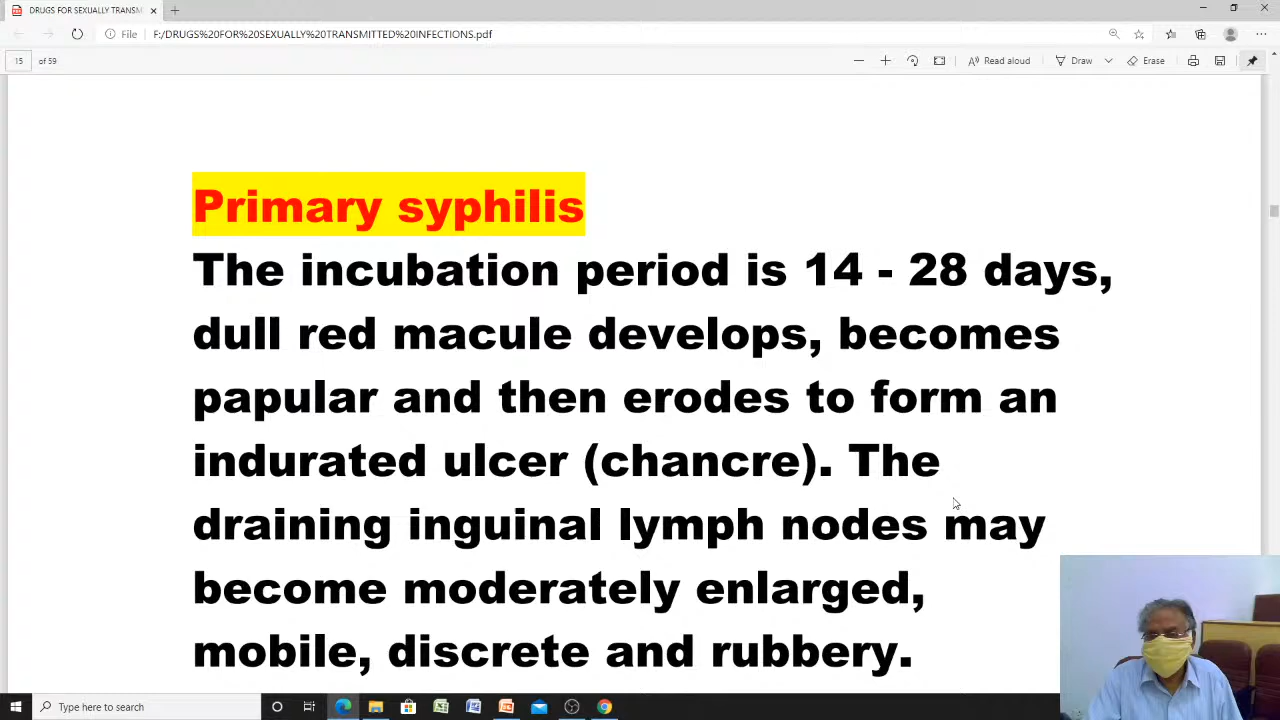 DRUGS FOR SEXUALLY TRANSM
File F:/DRUGS%20FOR%20SEXUALLY%20TRANSMITTED%20INFECTIONS.pdf
15 of 59 Read aloud Draw Erase
Primary syphilis
The incubation period is 14 - 28 days,
dull red macule develops, becomes
papular and then erodes to form an
indurated ulcer (chancre). The
draining inguinal lymph nodes may
become moderately enlarged,
mobile, discrete and rubbery.
Type here to search